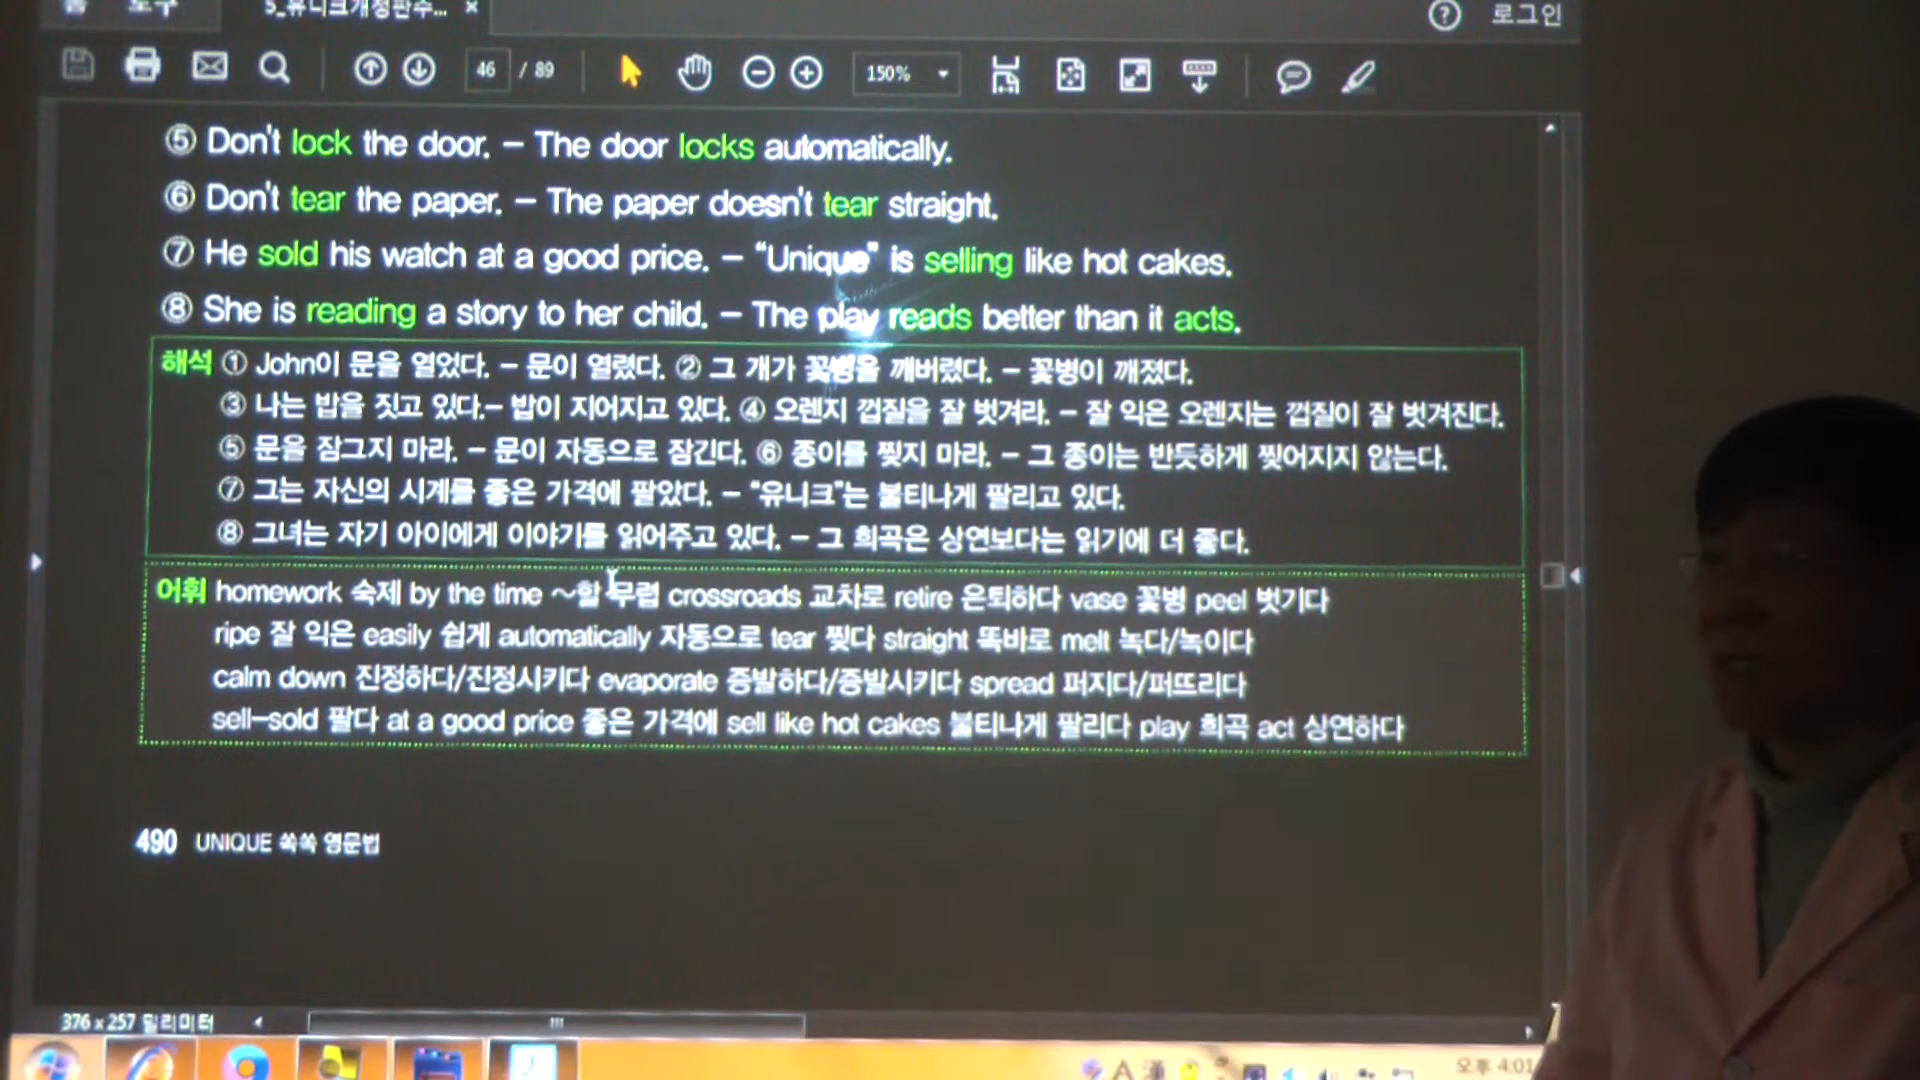 홈 도구 5_유니크개정판수... × ? 로그인
46 / 89 150%
⑤ Don't lock the door. – The door locks automatically.
⑥ Don't tear the paper. – The paper doesn't tear straight.
⑦ He sold his watch at a good price. – “Unique” is selling like hot cakes.
⑧ She is reading a story to her child. – The play reads better than it acts.
해석 ① John이 문을 열었다. – 문이 열렸다. ② 그 개가 꽃병을 깨버렸다. – 꽃병이 깨졌다.
③ 나는 밥을 짓고 있다.– 밥이 지어지고 있다. ④ 오렌지 껍질을 잘 벗겨라. – 잘 익은 오렌지는 껍질이 잘 벗겨진다.
⑤ 문을 잠그지 마라. – 문이 자동으로 잠긴다. ⑥ 종이를 찢지 마라. – 그 종이는 반듯하게 찢어지지 않는다.
⑦ 그는 자신의 시계를 좋은 가격에 팔았다. – “유니크”는 불티나게 팔리고 있다.
⑧ 그녀는 자기 아이에게 이야기를 읽어주고 있다. – 그 희곡은 상연보다는 읽기에 더 좋다.
어휘 homework 숙제 by the time ～할 무렵 crossroads 교차로 retire 은퇴하다 vase 꽃병 peel 벗기다
ripe 잘 익은 easily 쉽게 automatically 자동으로 tear 찢다 straight 똑바로 melt 녹다/녹이다
calm down 진정하다/진정시키다 evaporate 증발하다/증발시키다 spread 퍼지다/퍼뜨리다
sell–sold 팔다 at a good price 좋은 가격에 sell like hot cakes 불티나게 팔리다 play 희곡 act 상연하다
490 UNIQUE 쏙쏙 영문법
376 x 257 밀리미터
A 漢 오후 4:01